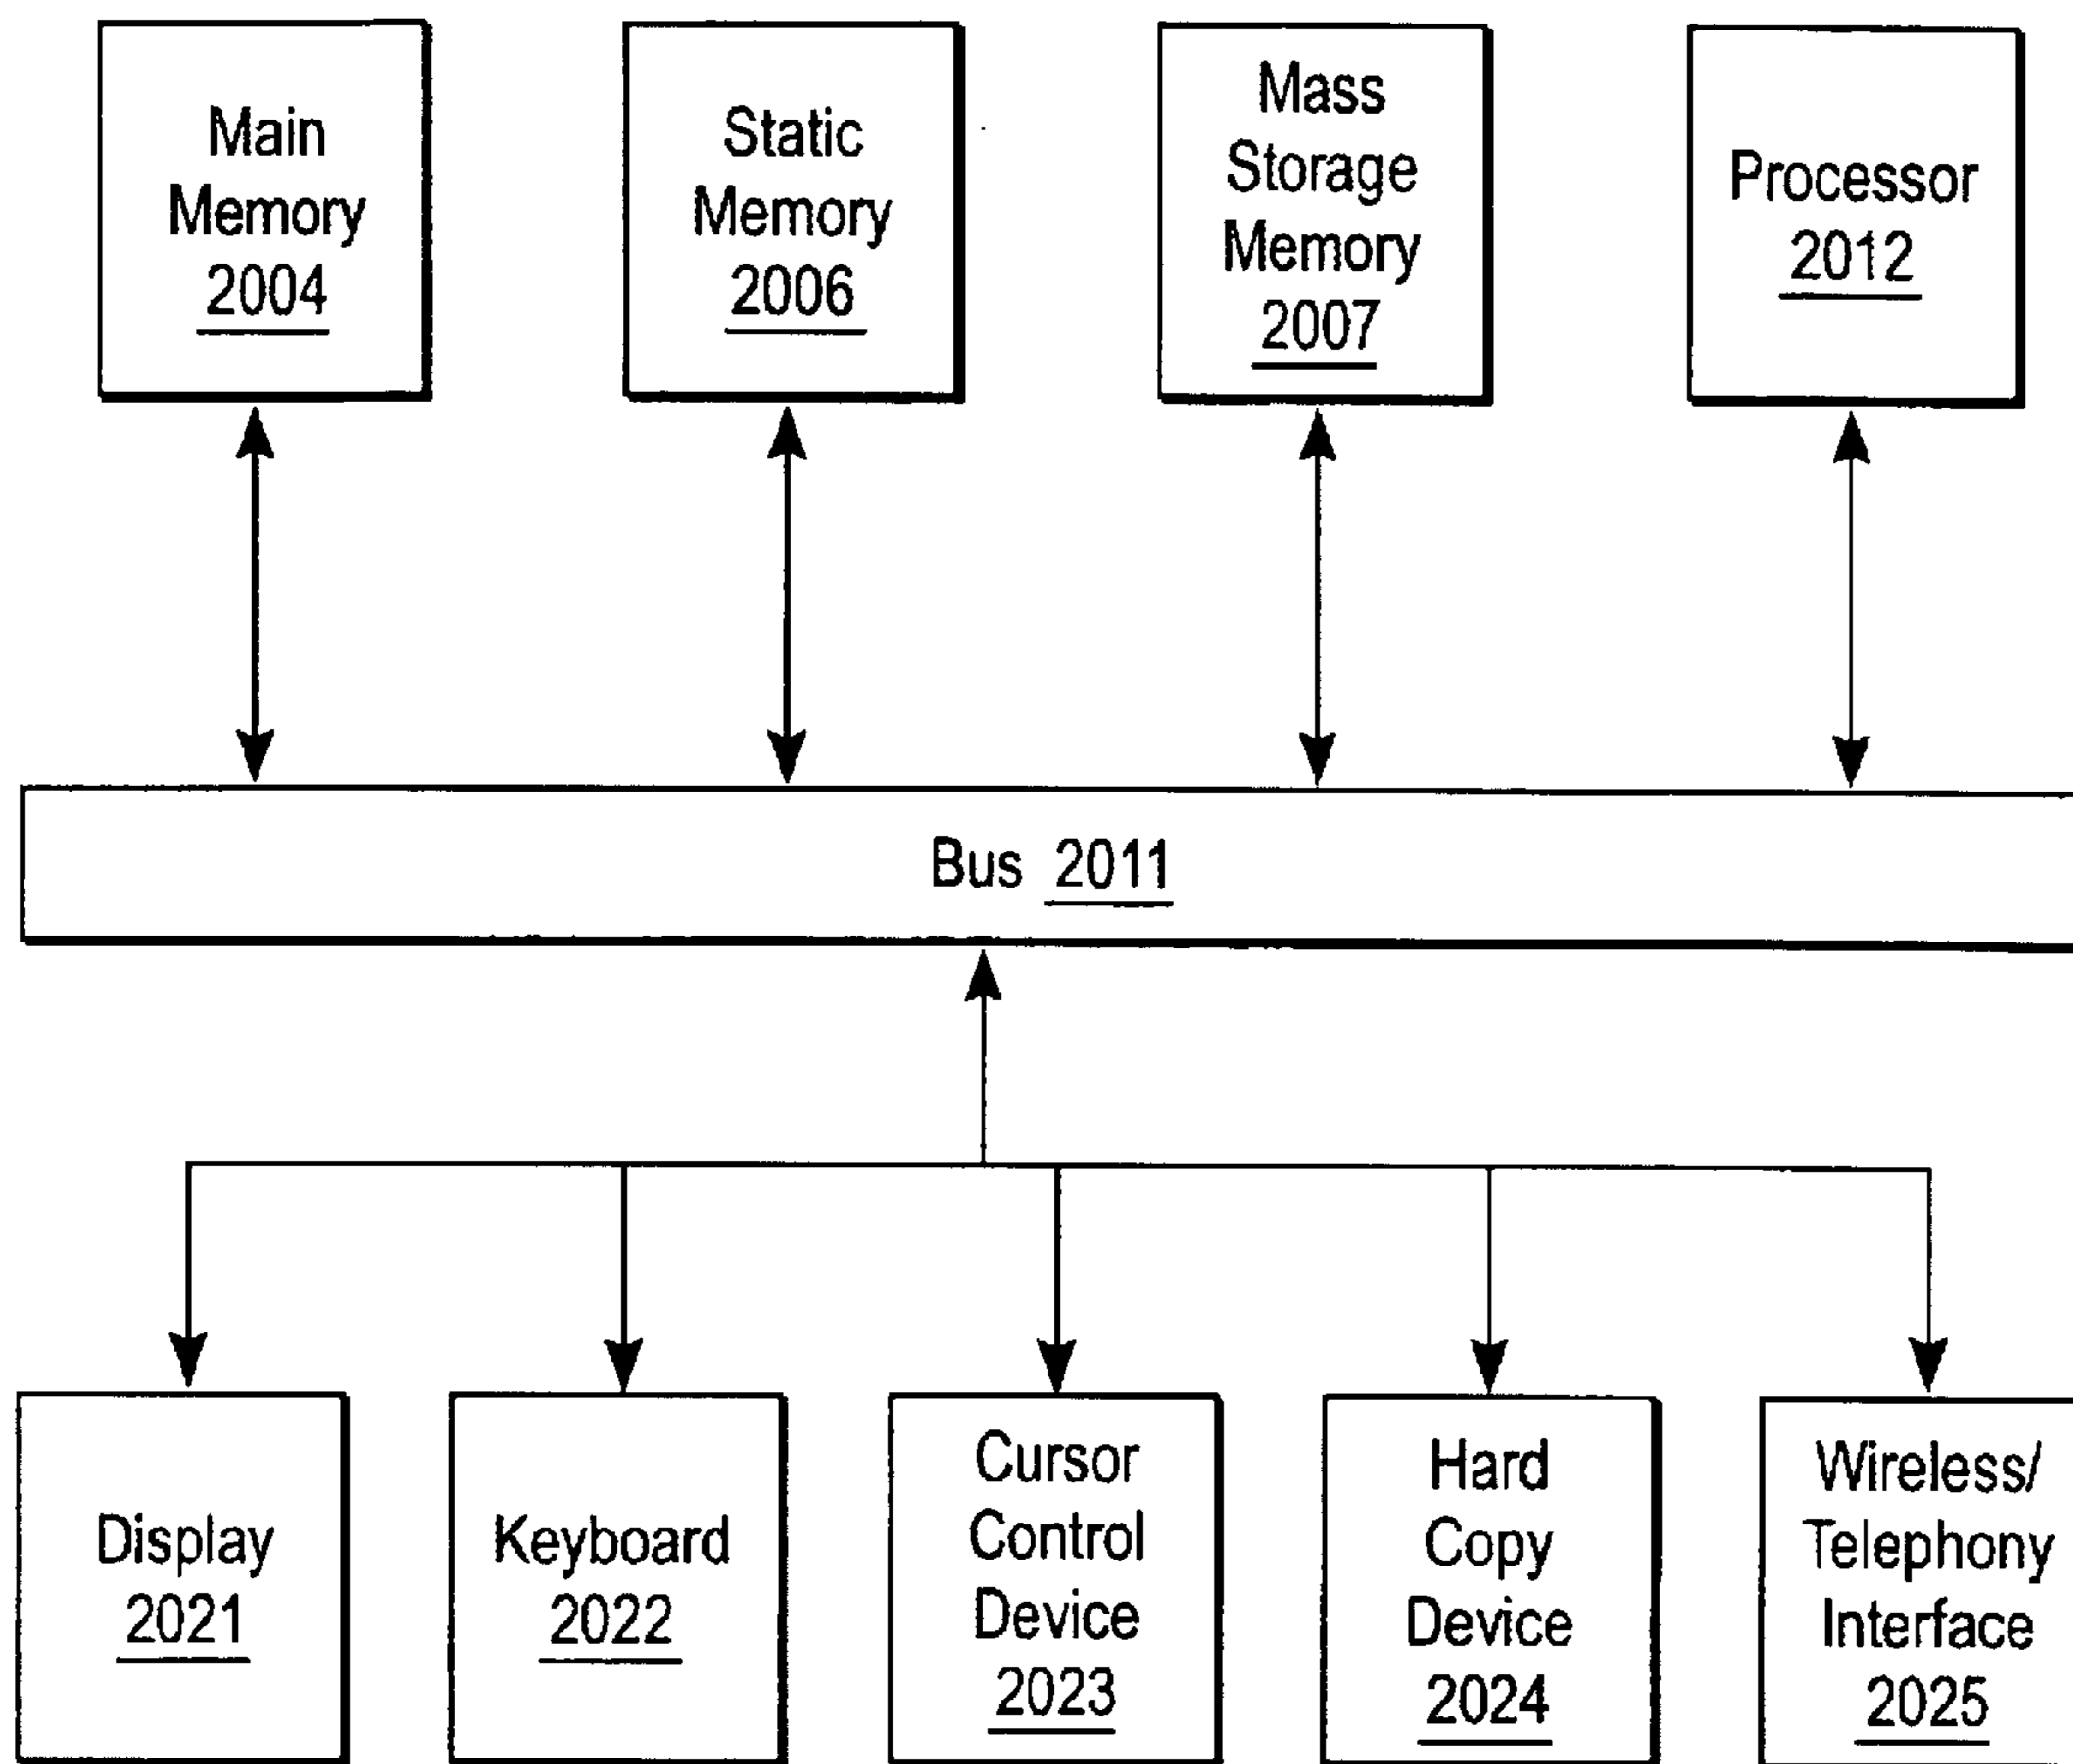 Main
Memory
2004
Static
Memory
2006
Mass
Storage
Memory
2007
Processor
2012
Bus 2011
Display
2021
Keyboard
2022
Cursor
Control
Device
2023
Hard
Copy
Device
2024
Wireless/
Telephony
Interface
2025